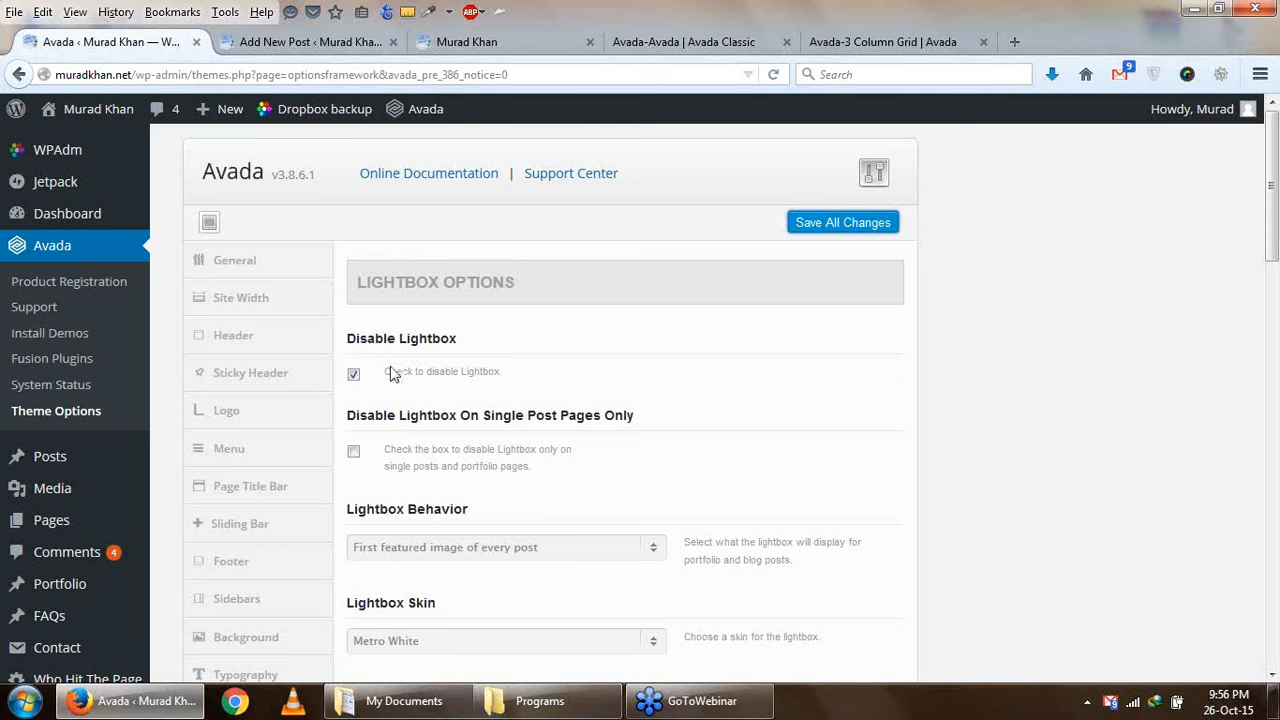 File Edit View History Bookmarks Tools Help
ABP
Avada ‹ Murad Khan — W...
Add New Post ‹ Murad Kha...
Murad Khan
Avada-Avada | Avada Classic
Avada-3 Column Grid | Avada
muradkhan.net/wp-admin/themes.php?page=optionsframework&avada_pre_386_notice=0
Search
9
Murad Khan
4
New
Dropbox backup
Avada
Howdy, Murad
WPAdm
Jetpack
Dashboard
Avada
Product Registration
Support
Install Demos
Fusion Plugins
System Status
Theme Options
Posts
Media
Pages
Comments 4
Portfolio
FAQs
Contact
Who Hit The Page
Avada v3.8.6.1
Online Documentation | Support Center
Save All Changes
General
Site Width
Header
Sticky Header
Logo
Menu
Page Title Bar
Sliding Bar
Footer
Sidebars
Background
Typography
LIGHTBOX OPTIONS
Disable Lightbox
Check to disable Lightbox.
Disable Lightbox On Single Post Pages Only
Check the box to disable Lightbox only on
single posts and portfolio pages.
Lightbox Behavior
First featured image of every post
Select what the lightbox will display for
portfolio and blog posts.
Lightbox Skin
Metro White
Choose a skin for the lightbox.
Avada ‹ Murad Kh...
My Documents
Programs
GoToWebinar
9:56 PM
26-Oct-15